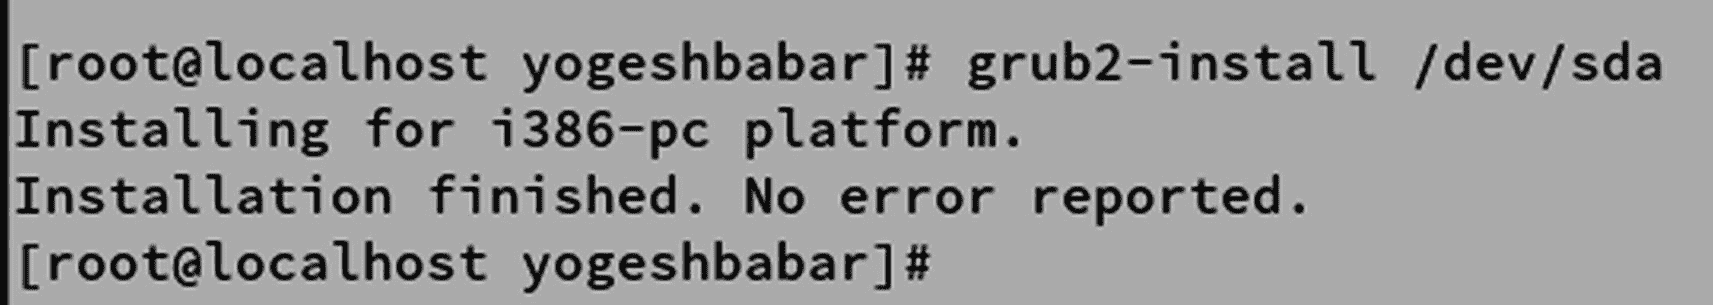 [root@localhost yogeshbabar]# grub2-install /dev/sda
Installing for i386-pc platform.
Installation finished. No error reported.
[root@localhost yogeshbabar]#